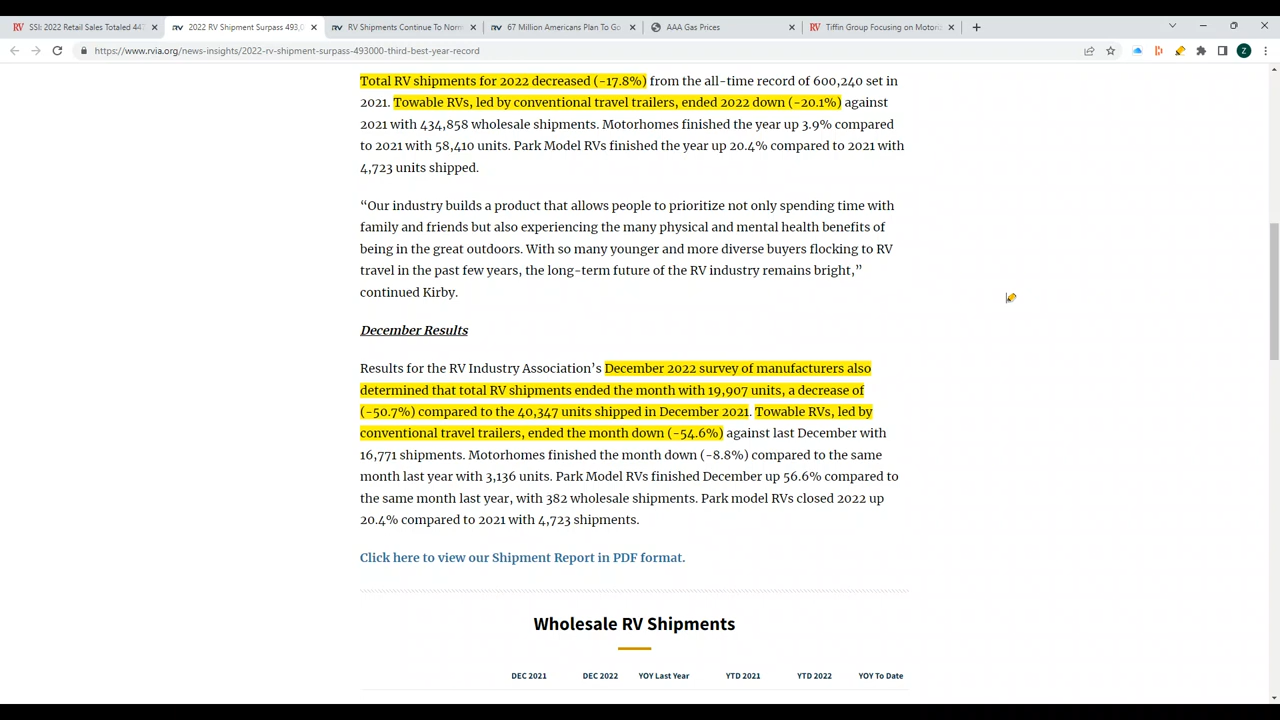 SSI: 2022 Retail Sales Totaled 447
2022 RV Shipment Surpass 493,0
RV Shipments Continue To Norm
67 Million Americans Plan To Go
AAA Gas Prices
Tiffin Group Focusing on Motori
https://www.rvia.org/news-insights/2022-rv-shipment-surpass-493000-third-best-year-record
Z
Total RV shipments for 2022 decreased (-17.8%) from the all-time record of 600,240 set in
2021. Towable RVs, led by conventional travel trailers, ended 2022 down (-20.1%) against
2021 with 434,858 wholesale shipments. Motorhomes finished the year up 3.9% compared
to 2021 with 58,410 units. Park Model RVs finished the year up 20.4% compared to 2021 with
4,723 units shipped.
“Our industry builds a product that allows people to prioritize not only spending time with
family and friends but also experiencing the many physical and mental health benefits of
being in the great outdoors. With so many younger and more diverse buyers flocking to RV
travel in the past few years, the long-term future of the RV industry remains bright,”
continued Kirby.
December Results
Results for the RV Industry Association’s December 2022 survey of manufacturers also
determined that total RV shipments ended the month with 19,907 units, a decrease of
(-50.7%) compared to the 40,347 units shipped in December 2021. Towable RVs, led by
conventional travel trailers, ended the month down (-54.6%) against last December with
16,771 shipments. Motorhomes finished the month down (-8.8%) compared to the same
month last year with 3,136 units. Park Model RVs finished December up 56.6% compared to
the same month last year, with 382 wholesale shipments. Park model RVs closed 2022 up
20.4% compared to 2021 with 4,723 shipments.
Click here to view our Shipment Report in PDF format.
Wholesale RV Shipments
DEC 2021 DEC 2022 YOY Last Year YTD 2021 YTD 2022 YOY To Date